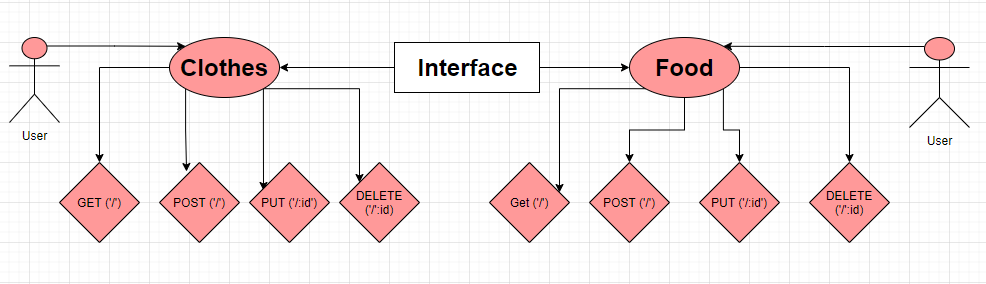 Clothes
Interface
Food
User
User
GET ('/')
POST ('/')
PUT ('/:id')
DELETE
('/':id)
Get ('/')
POST ('/')
PUT ('/:id')
DELETE
('/':id)